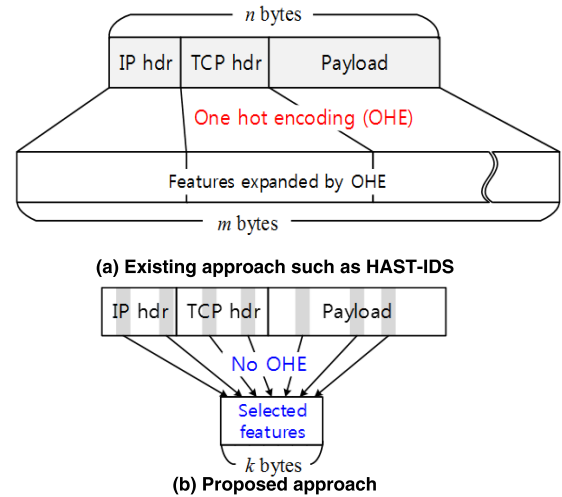 n bytes
IP hdr TCP hdr Payload
One hot encoding (OHE)
Features expanded by OHE
m bytes
(a) Existing approach such as HAST-IDS
IP hdr TCP hdr Payload
No OHE
Selected
features
k bytes
(b) Proposed approach